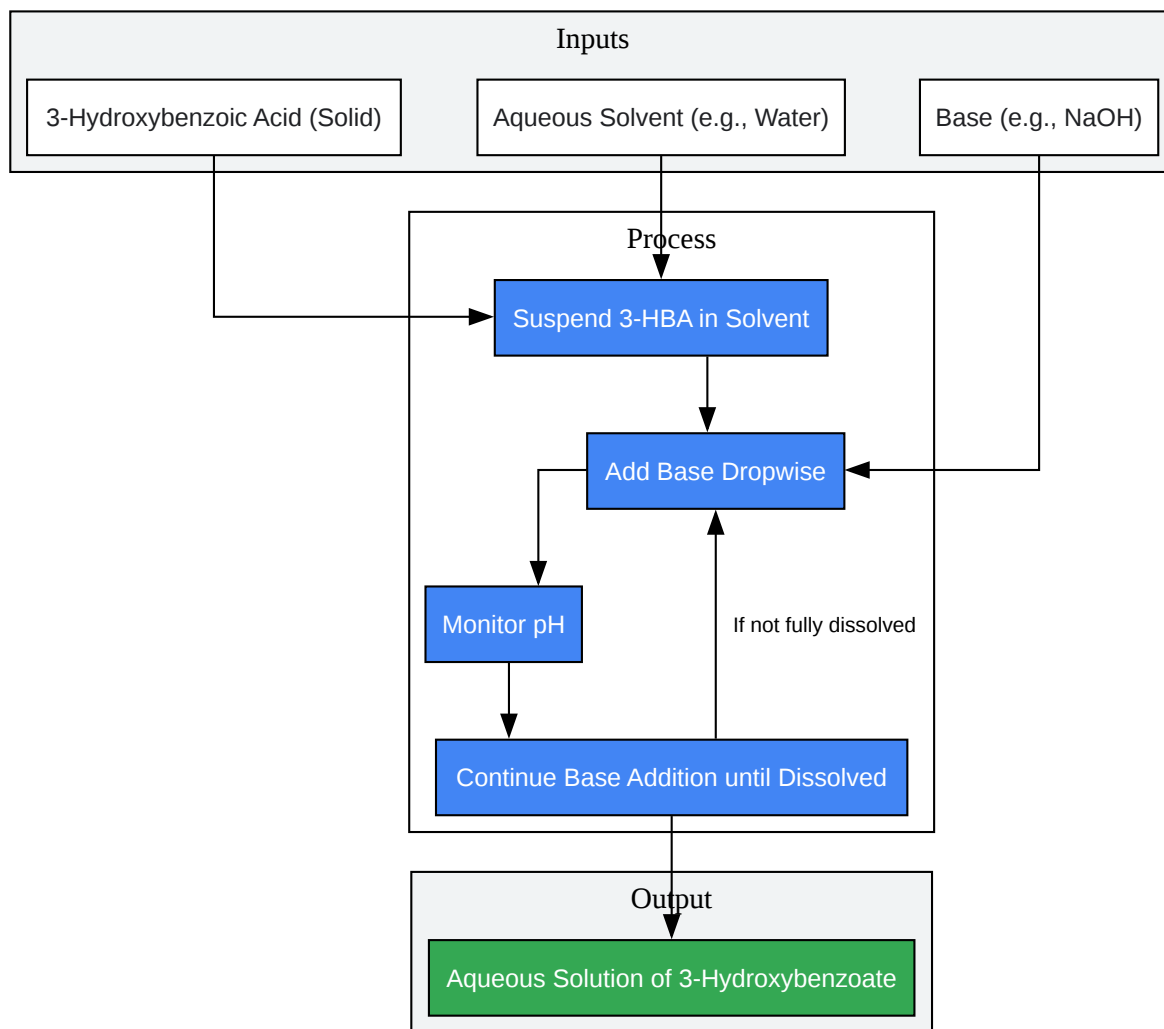 Inputs
3-Hydroxybenzoic Acid (Solid)
Aqueous Solvent (e.g., Water)
Base (e.g., NaOH)
Process
Suspend 3-HBA in Solvent
Add Base Dropwise
Monitor pH
If not fully dissolved
Continue Base Addition until Dissolved
Output
Aqueous Solution of 3-Hydroxybenzoate